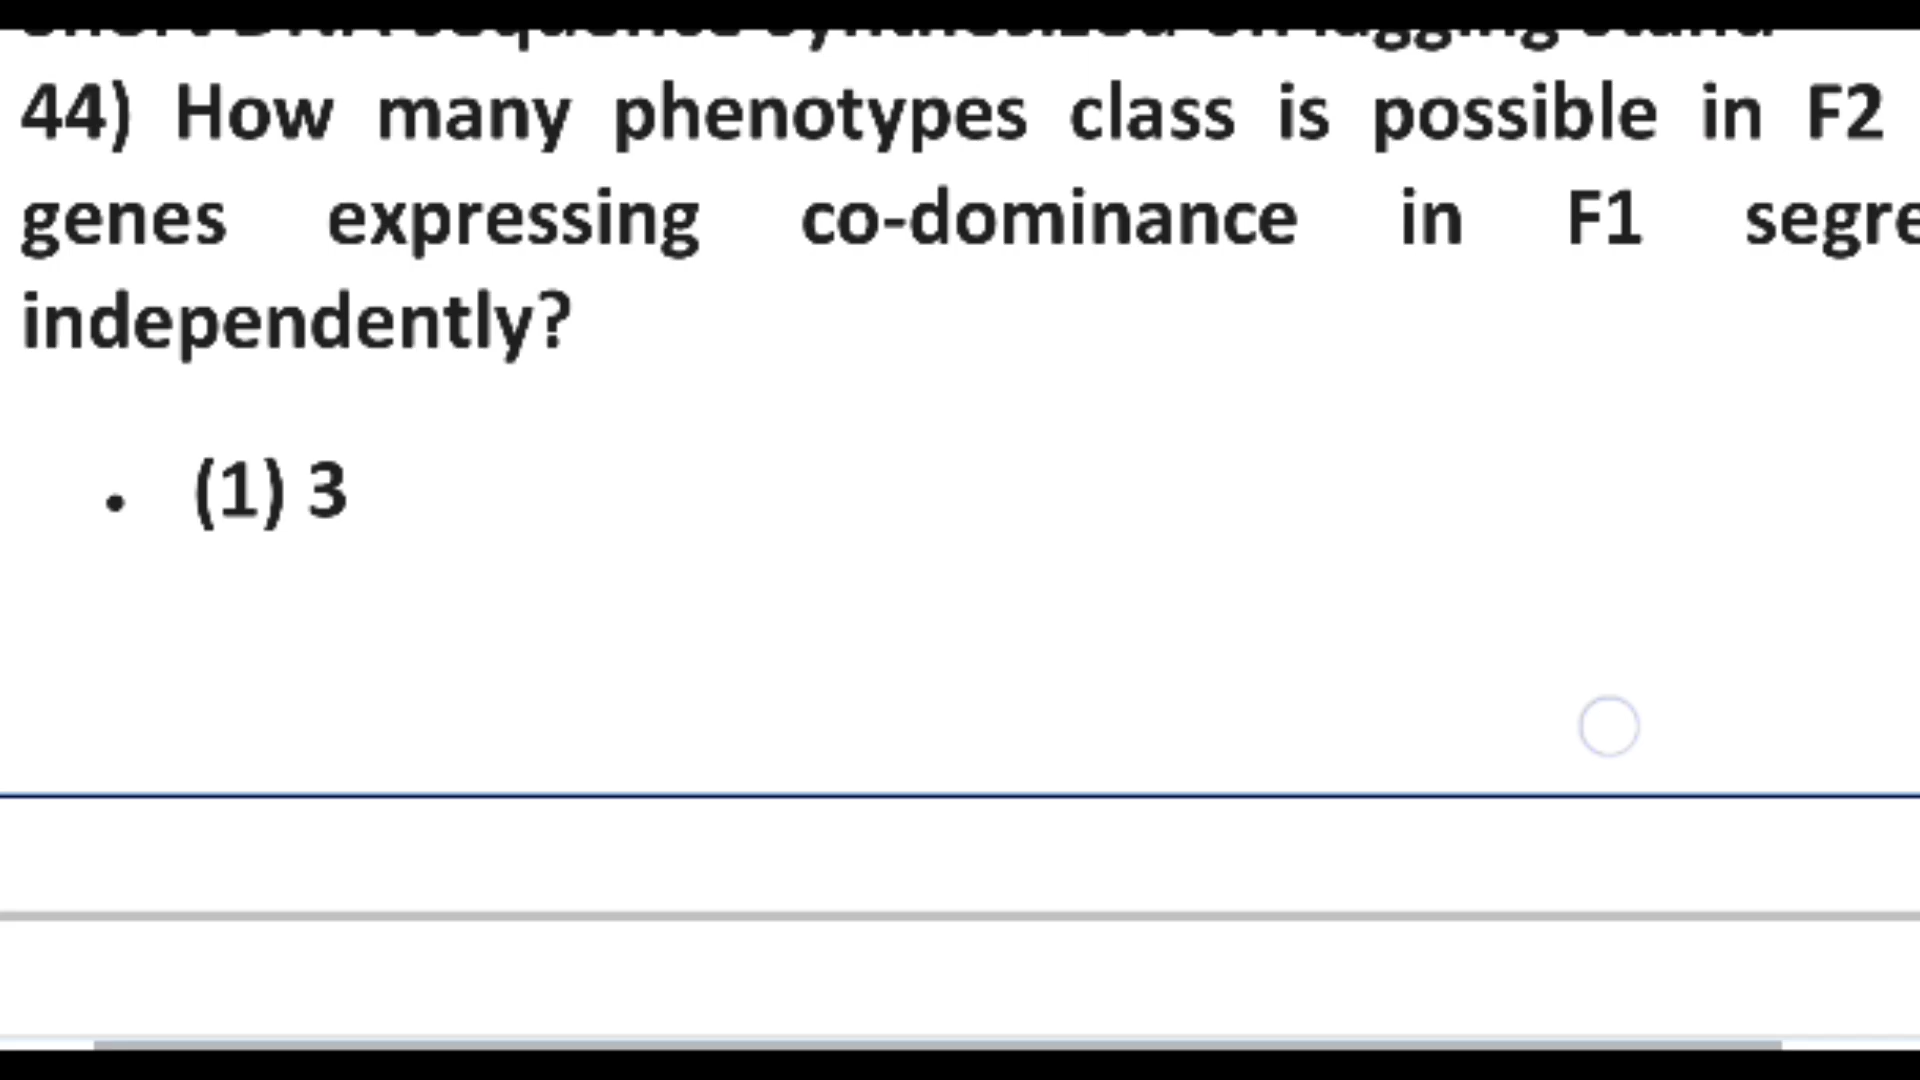 44) How many phenotypes class is possible in F2
genes expressing co-dominance in F1 segre
independently?
• (1) 3